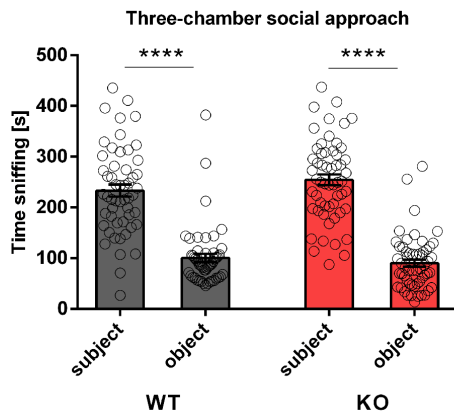 Three-chamber social approach
**** ****
Time sniffing [s]
500
400
300
200
100
0
subject object subject object
WT KO